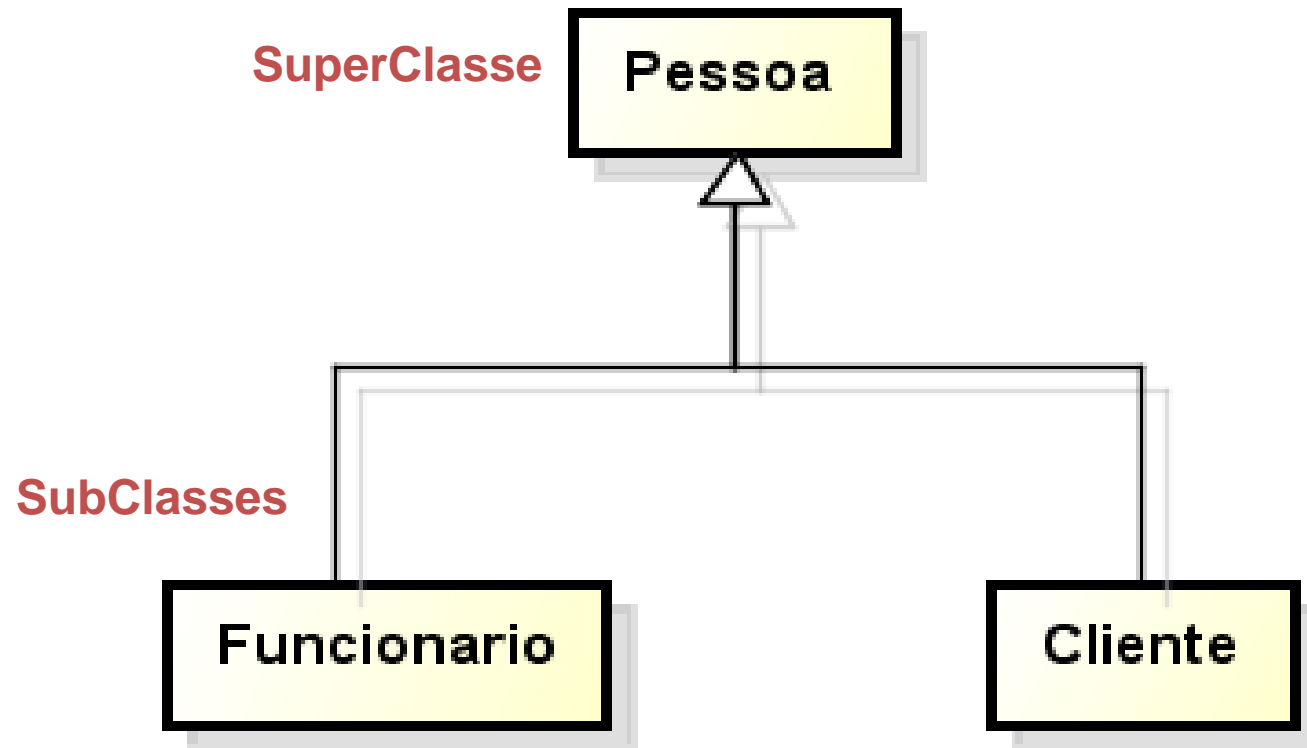 SuperClasse
Pessoa
SubClasses
Funcionario
Cliente